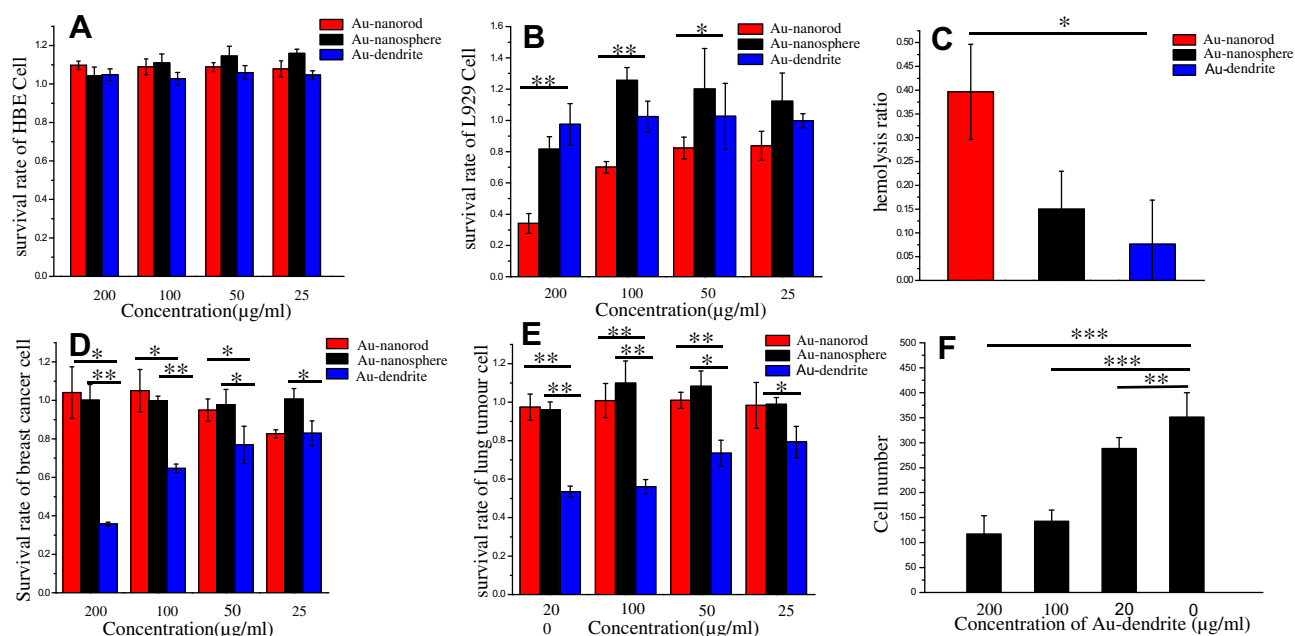 A
Au-nanorod
Au-nanosphere
Au-dendrite
survival rate of HBE Cell
1.2
1.0
0.8
0.6
0.4
0.2
0.0
200 100 50 25
Concentration(µg/ml)
B
Au-nanorod
Au-nanosphere
Au-dendrite
** ** *
survival rate of L929 Cell
1.6
1.4
1.2
1.0
0.8
0.6
0.4
0.2
0.0
200 100 50 25
Concentration(µg/ml)
C
*
Au-nanorod
Au-nanosphere
Au-dendrite
hemolysis ratio
0.50
0.45
0.40
0.35
0.30
0.25
0.20
0.15
0.10
0.05
0.00
D
Au-nanorod
Au-nanosphere
Au-dendrite
* * *
** ** * *
Survival rate of breast cancer cell
1.2
1.0
0.8
0.6
0.4
0.2
0.0
200 100 50 25
Concentration(µg/ml)
E
Au-nanorod
Au-nanosphere
Au-dendrite
** ** **
** ** * *
survival rate of lung tumour cell
1.2
1.0
0.8
0.6
0.4
0.2
0.0
20 100 50 25
0
Concentration(µg/ml)
F
***
***
**
Cell number
500
450
400
350
300
250
200
150
100
50
0
200 100 20 0
Concentration of Au-dendrite (µg/ml)